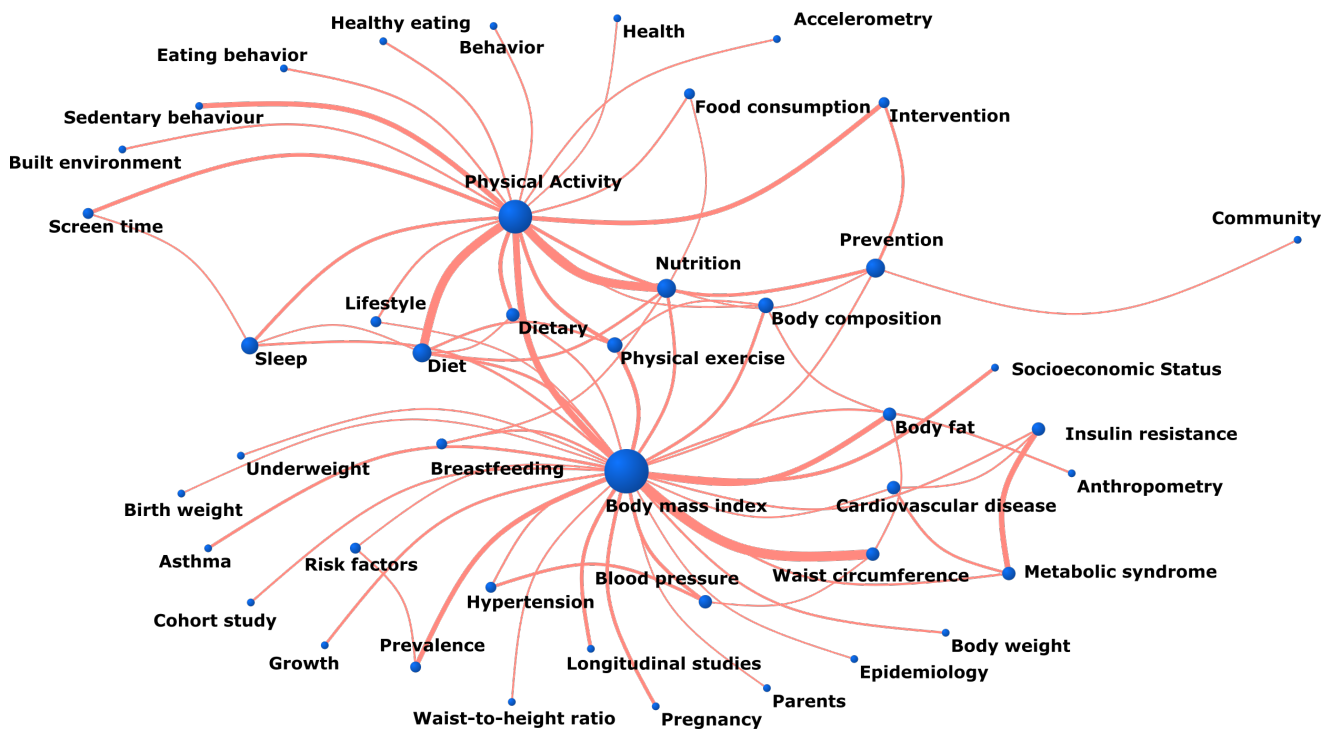 Accelerometry
Healthy eating
Health
Behavior
Eating behavior
Food consumption
Intervention
Sedentary behaviour
Built environment
Physical Activity
Community
Screen time
Prevention
Nutrition
Lifestyle
Body composition
Dietary
Sleep
Physical exercise
Diet
Socioeconomic Status
Body fat
Insulin resistance
Underweight
Breastfeeding
Anthropometry
Birth weight
Body mass index
Cardiovascular disease
Asthma
Risk factors
Blood pressure
Waist circumference
Metabolic syndrome
Hypertension
Cohort study
Prevalence
Body weight
Growth
Longitudinal studies
Epidemiology
Parents
Waist-to-height ratio
Pregnancy